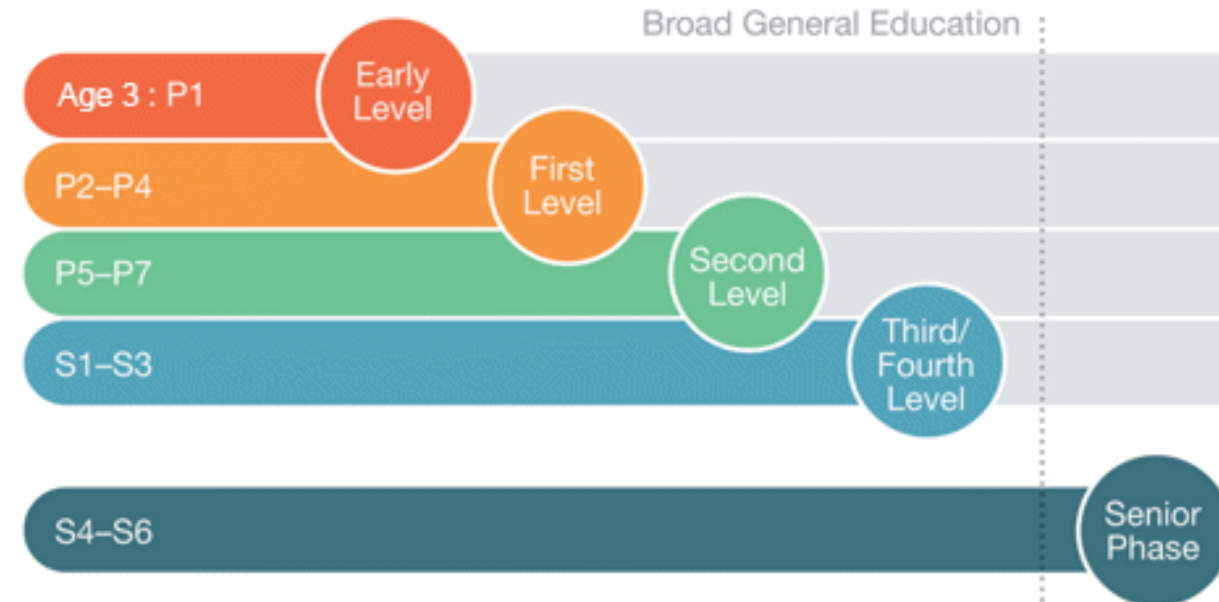 Broad General Education
Age 3 : P1
Early
Level
P2–P4
First
Level
P5–P7
Second
Level
S1–S3
Third/
Fourth
Level
S4–S6
Senior
Phase